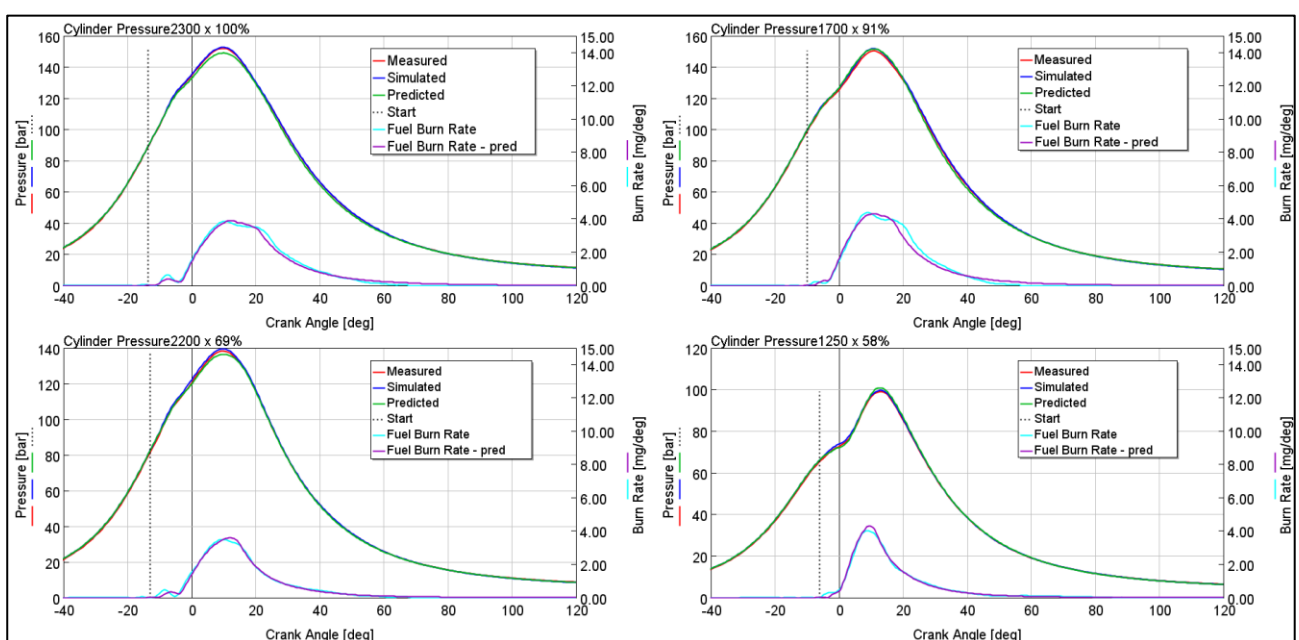 Cylinder Pressure2300 x 100%
160
140
120
100
80
60
40
20
0
Pressure [bar]
Measured
Simulated
Predicted
Start
Fuel Burn Rate
Fuel Burn Rate - pred
15.00
14.00
12.00
10.00
8.00
6.00
4.00
2.00
0.00
Burn Rate [mg/deg]
-40 -20 0 20 40 60 80 100 120
Crank Angle [deg]
Cylinder Pressure1700 x 91%
160
140
120
100
80
60
40
20
0
Pressure [bar]
Measured
Simulated
Predicted
Start
Fuel Burn Rate
Fuel Burn Rate - pred
15.00
14.00
12.00
10.00
8.00
6.00
4.00
2.00
0.00
Burn Rate [mg/deg]
-40 -20 0 20 40 60 80 100 120
Crank Angle [deg]
Cylinder Pressure2200 x 69%
140
120
100
80
60
40
20
0
Pressure [bar]
Measured
Simulated
Predicted
Start
Fuel Burn Rate
Fuel Burn Rate - pred
15.00
14.00
12.00
10.00
8.00
6.00
4.00
2.00
0.00
Burn Rate [mg/deg]
-40 -20 0 20 40 60 80 100 120
Crank Angle [deg]
Cylinder Pressure1250 x 58%
120
100
80
60
40
20
0
Pressure [bar]
Measured
Simulated
Predicted
Start
Fuel Burn Rate
Fuel Burn Rate - pred
15.00
14.00
12.00
10.00
8.00
6.00
4.00
2.00
0.00
Burn Rate [mg/deg]
-40 -20 0 20 40 60 80 100 120
Crank Angle [deg]